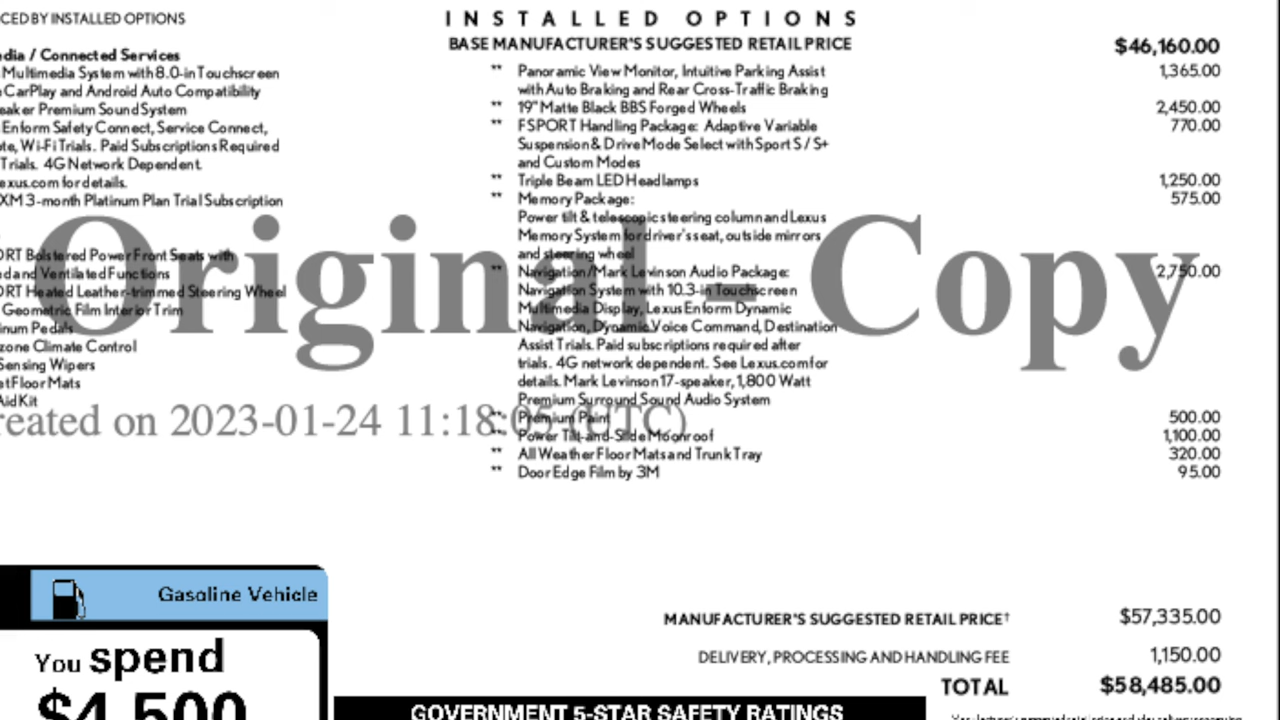 CED BY INSTALLED OPTIONS
dia / Connected Services
Multimedia System with 8.0-in Touchscreen
CarPlay and Android Auto Compatibility
eaker Premium Sound System
Enform Safety Connect, Service Connect,
te, Wi-Fi Trials. Paid Subscriptions Required
Trials. 4G Network Dependent.
exus.com for details.
XM 3-month Platinum Plan Trial Subscription
ORT Bolstered Power Front Seats with
ed and Ventilated Functions
ORT Heated Leather-trimmed Steering Wheel
Geometric Film Interior Trim
inum Pedals
zone Climate Control
Sensing Wipers
et Floor Mats
Aid Kit
INSTALLED OPTIONS
BASE MANUFACTURER'S SUGGESTED RETAIL PRICE $46,160.00
** Panoramic View Monitor, Intuitive Parking Assist 1,365.00
with Auto Braking and Rear Cross-Traffic Braking
** 19" Matte Black BBS Forged Wheels 2,450.00
** F SPORT Handling Package: Adaptive Variable 770.00
Suspension & Drive Mode Select with Sport S / S+
and Custom Modes
** Triple Beam LED Headlamps 1,250.00
** Memory Package: 575.00
Power tilt & telescopic steering column and Lexus
Memory System for driver's seat, outside mirrors
and steering wheel
** Navigation/Mark Levinson Audio Package: 2,750.00
Navigation System with 10.3-in Touchscreen
Multimedia Display, Lexus Enform Dynamic
Navigation, Dynamic Voice Command, Destination
Assist Trials. Paid subscriptions required after
trials. 4G network dependent. See Lexus.com for
details. Mark Levinson 17-speaker, 1,800 Watt
Premium Surround Sound Audio System
** Premium Paint 500.00
** Power Tilt-and-Slide Moonroof 1,100.00
** All Weather Floor Mats and Trunk Tray 320.00
** Door Edge Film by 3M 95.00
Original - Copy
reated on 2023-01-24 11:18:05 (UTC)
MANUFACTURER'S SUGGESTED RETAIL PRICE† $57,335.00
DELIVERY, PROCESSING AND HANDLING FEE 1,150.00
TOTAL $58,485.00
Gasoline Vehicle
You spend
$4,500
GOVERNMENT 5-STAR SAFETY RATINGS